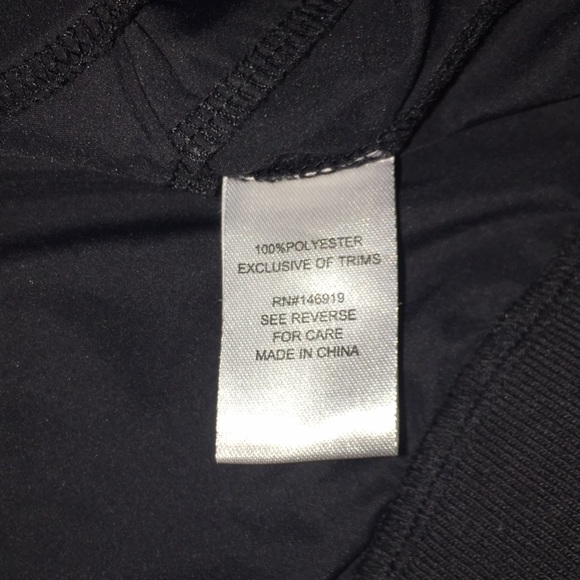 100%POLYESTER
EXCLUSIVE OF TRIMS
RN#146919
SEE REVERSE
FOR CARE
MADE IN CHINA